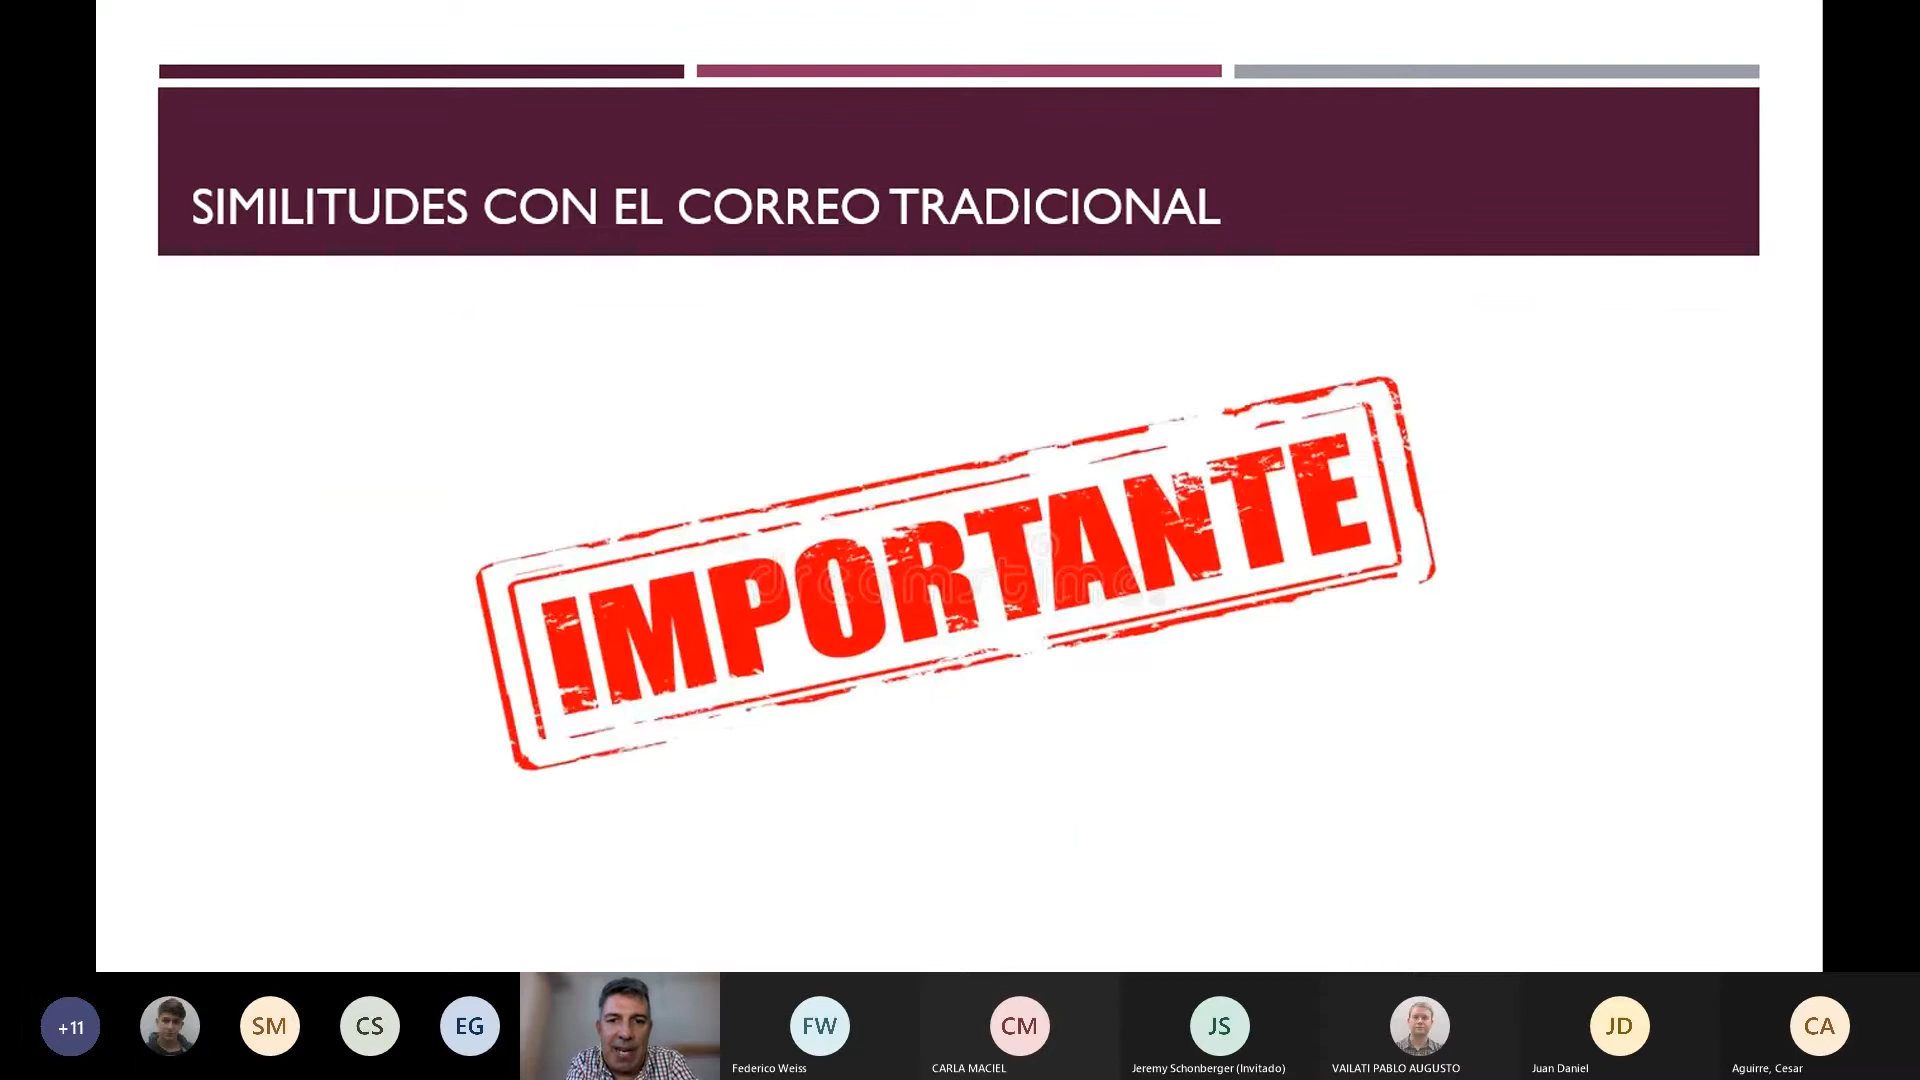 SIMILITUDES CON EL CORREO TRADICIONAL
IMPORTANTE
dreamstime
+11
SM
CS
EG
FW
CM
JS
JD
CA
Federico Weiss
CARLA MACIEL
Jeremy Schonberger (Invitado)
VAILATI PABLO AUGUSTO
Juan Daniel
Aguirre, Cesar